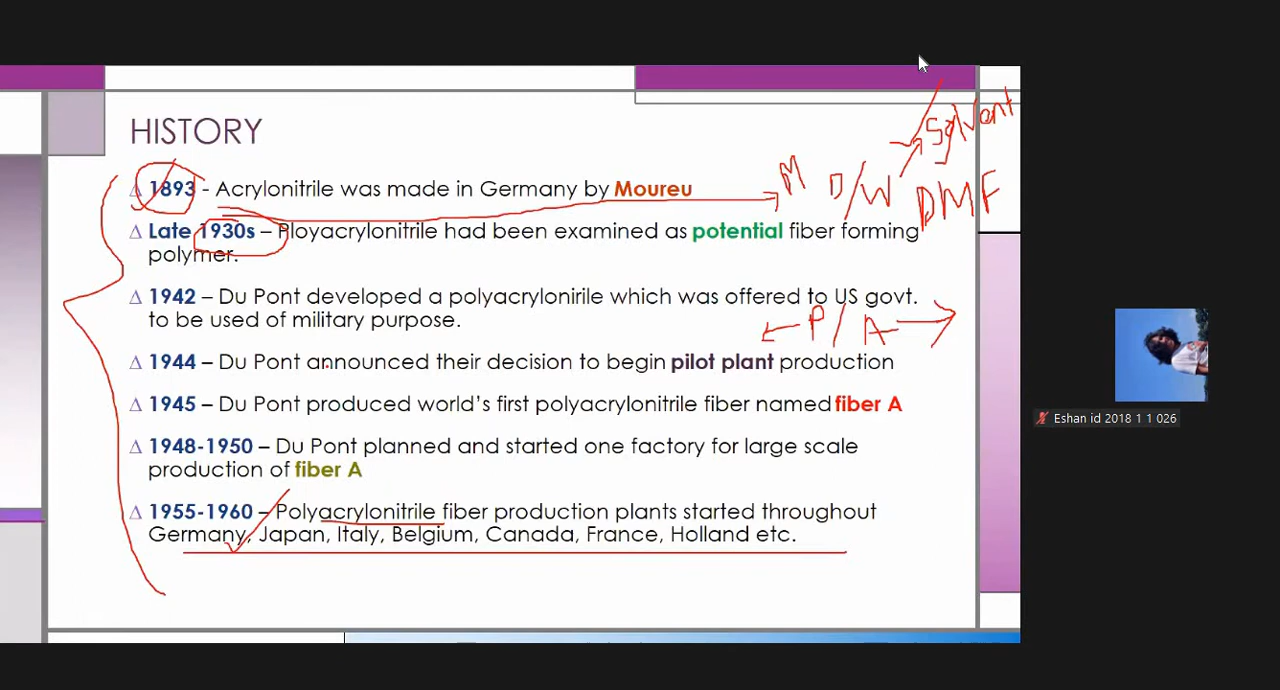 HISTORY
Solvent
Δ 1893 - Acrylonitrile was made in Germany by Moureu
M D/W DMF
Δ Late 1930s – Ployacrylonitrile had been examined as potential fiber forming
polymer.
Δ 1942 – Du Pont developed a polyacrylonirile which was offered to US govt.
to be used of military purpose.
P/A
Δ 1944 – Du Pont announced their decision to begin pilot plant production
Δ 1945 – Du Pont produced world's first polyacrylonitrile fiber named fiber A
Eshan id 2018 1 1 026
Δ 1948-1950 – Du Pont planned and started one factory for large scale
production of fiber A
Δ 1955-1960 – Polyacrylonitrile fiber production plants started throughout
Germany, Japan, Italy, Belgium, Canada, France, Holland etc.